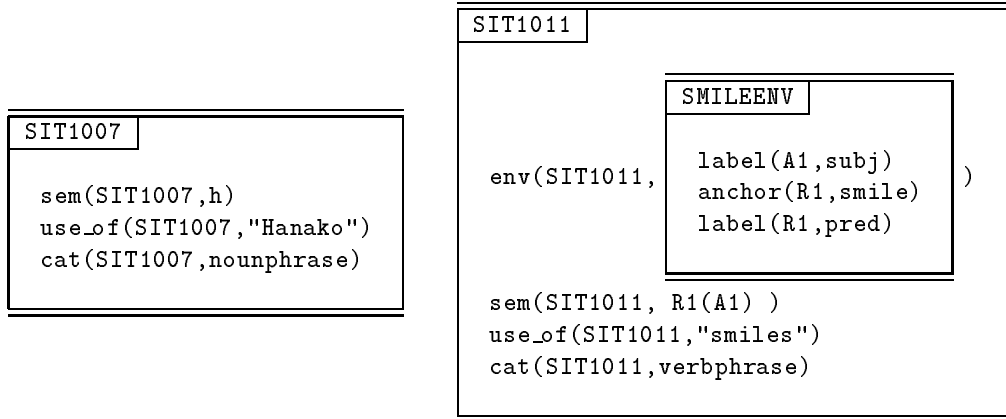 SIT1007
sem(SIT1007,h)
use_of(SIT1007,"Hanako")
cat(SIT1007,nounphrase)
SIT1011
SMILEENV
label(A1,subj)
env(SIT1011, anchor(R1,smile) )
label(R1,pred)
sem(SIT1011, R1(A1) )
use_of(SIT1011,"smiles")
cat(SIT1011,verbphrase)